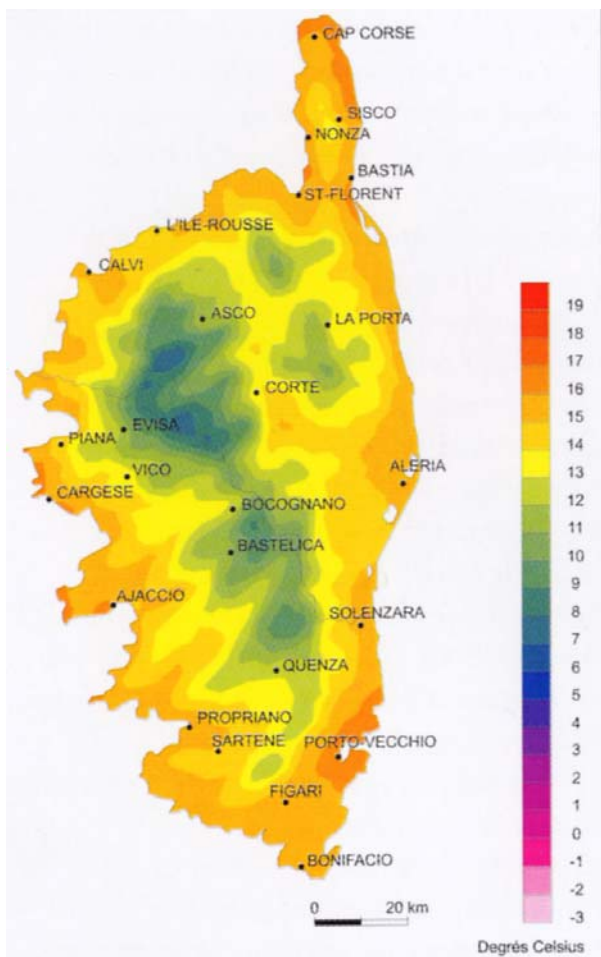 CAP CORSE
SISCO
NONZA
BASTIA
ST-FLORENT
L'ILE-ROUSSE
CALVI
ASCO
LA PORTA
CORTE
EVISA
PIANA
VICO
ALERIA
CARGESE
BOCOGNANO
BASTELICA
AJACCIO
SOLENZARA
QUENZA
PROPRIANO
SARTENE
PORTO-VECCHIO
FIGARI
BONIFACIO
0 20 km
19
18
17
16
15
14
13
12
11
10
9
8
7
6
5
4
3
2
1
0
-1
-2
-3
Degrés Celsius